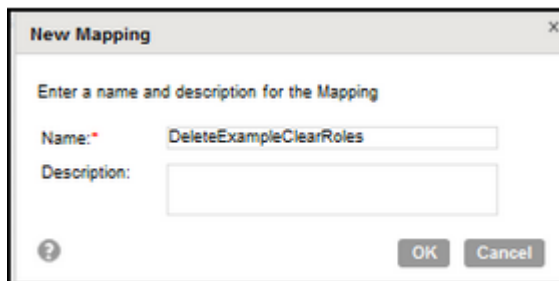 New Mapping
x
Enter a name and description for the Mapping
Name:* DeleteExampleClearRoles
Description:
? OK Cancel